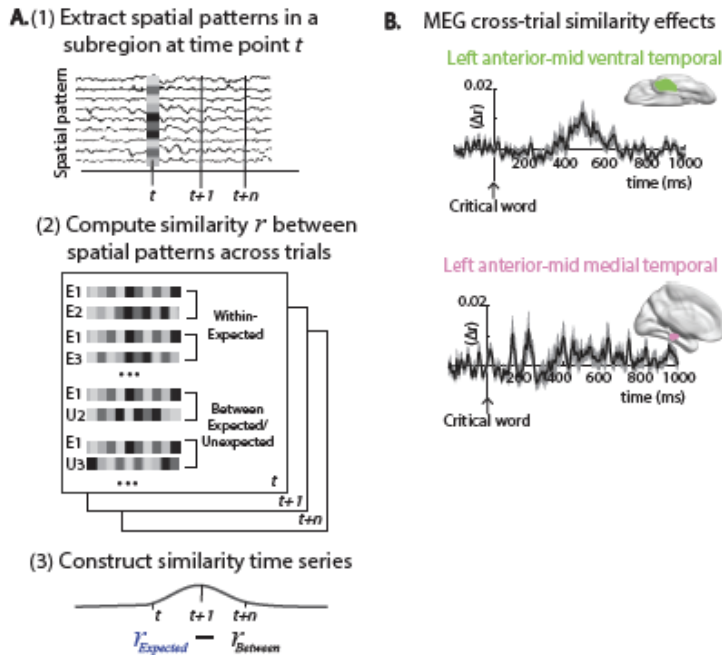 A. (1) Extract spatial patterns in a
subregion at time point t
Spatial pattern
t t+1 t+n
(2) Compute similarity r between
spatial patterns across trials
E1
E2
Within-
Expected
E1
E3
...
E1
U2
Between
Expected/
Unexpected
E1
U3
...
t
t+1
t+n
(3) Construct similarity time series
t t+1 t+n
rExpected — rBetween
B. MEG cross-trial similarity effects
Left anterior-mid ventral temporal
0.02
(Δr)
200 400 600 800 1000
time (ms)
Critical word
Left anterior-mid medial temporal
0.02
(Δr)
200 400 600 800 1000
time (ms)
Critical word